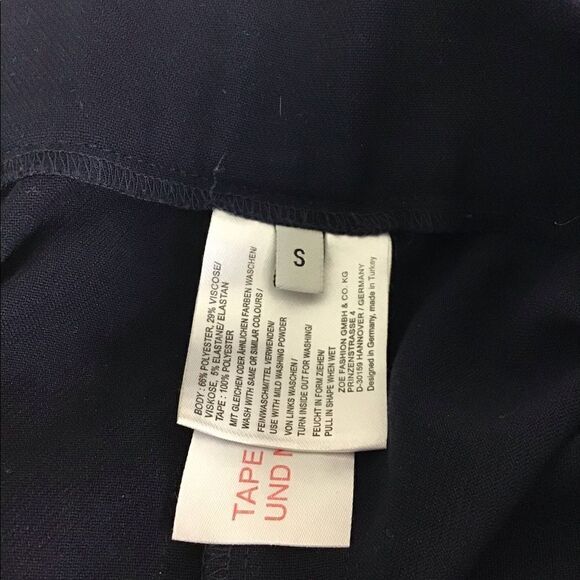 S
BODY: 66% POLYESTER, 29% VISCOSE/
VISKOSE, 5% ELASTANE/ ELASTAN
TAPE : 100% POLYESTER
MIT GLEICHEN ODER ÄHNLICHEN FARBEN WASCHEN/
WASH WITH SAME OR SIMILAR COLOURS /
FEINWASCHMITTEL VERWENDEN/
USE WITH MILD WASHING POWDER
VON LINKS WASCHEN/
TURN INSIDE OUT FOR WASHING/
FEUCHT IN FORM ZIEHEN/
PULL IN SHAPE WHEN WET
ZOE FASHION GMBH & CO. KG
PRINZENSTRASSE 4
D-30159 HANNOVER / GERMANY
Designed in Germany, made in Turkey
TAPE
UND